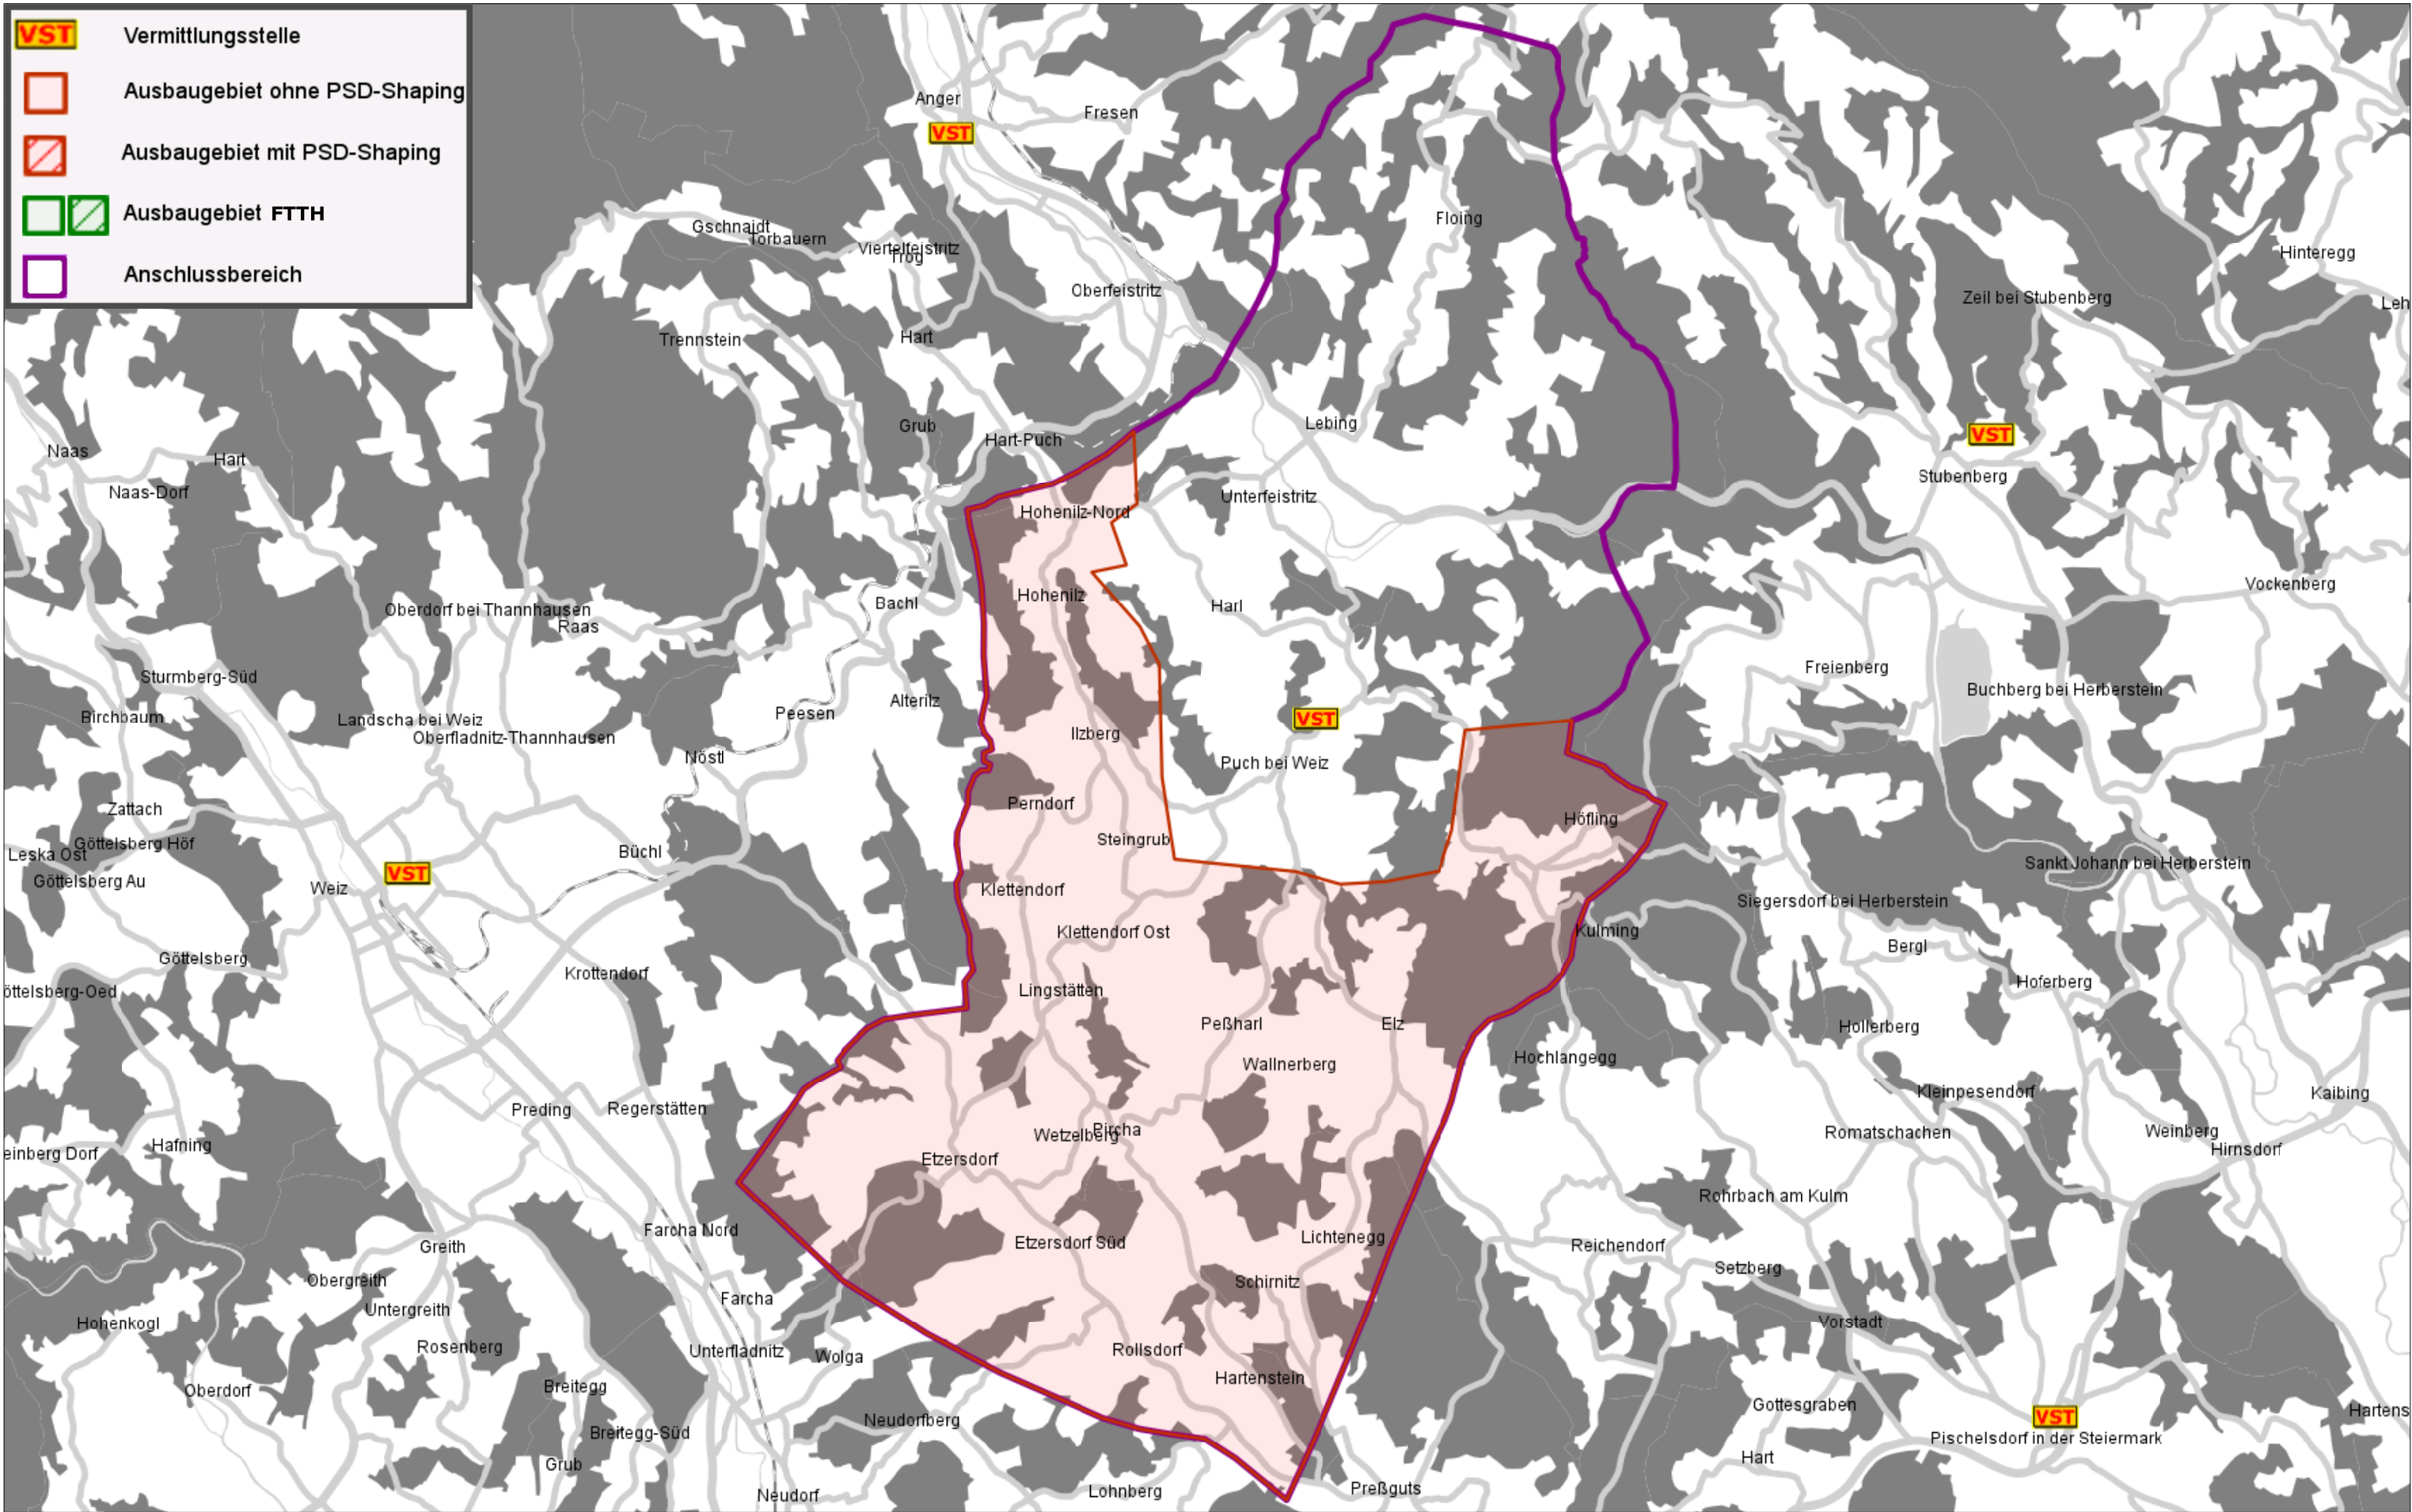 VST Vermittlungsstelle
Ausbaugebiet ohne PSD-Shaping
Ausbaugebiet mit PSD-Shaping
Ausbaugebiet FTTH
Anschlussbereich
Anger
VST
Fresen
Gschnaidt
Torbauern
Viertelfeistritz
Trog
Floing
Hinteregg
Oberfeistritz
Zeil bei Stubenberg
Leh
Trennstein
Hart
Grub
Hart-Puch
Lebing
VST
Naas
Hart
Stubenberg
Naas-Dorf
Unterfeistritz
Hohenilz-Nord
Vockenberg
Hohenilz
Bachl
Harl
Oberdorf bei Thannhausen
Raas
Freienberg
Sturmberg-Süd
Buchberg bei Herberstein
Alterilz
Peesen
Birchbaum
Landscha bei Weiz
VST
Oberfladnitz-Thannhausen
Ilzberg
Nöstl
Puch bei Weiz
Zattach
Perndorf
Höfling
Göttelsberg Höf
Steingrub
Büchl
Leska Ost
Sankt Johann bei Herberstein
VST
Göttelsberg Au
Weiz
Klettendorf
Siegersdorf bei Herberstein
Klettendorf Ost
Kulming
Bergl
Göttelsberg
Krottendorf
Hoferberg
öttelsberg-Oed
Lingstätten
Peßharl
Elz
Hollerberg
Hochlangegg
Wallnerberg
Kleinpesendorf
Kaibing
Preding
Regerstätten
Pircha
Wetzelberg
Romatschachen
Weinberg
Hafning
Hirnsdorf
einberg Dorf
Etzersdorf
Rohrbach am Kulm
Farcha Nord
Lichtenegg
Etzersdorf Süd
Reichendorf
Greith
Setzberg
Obergreith
Schirnitz
Farcha
Untergreith
Hohenkogl
Vorstadt
Rosenberg
Unterfladnitz
Wolga
Rollsdorf
Hartenstein
Breitegg
Oberdorf
Gottesgraben
Hartens
Neudorfberg
VST
Breitegg-Süd
Pischelsdorf in der Steiermark
Hart
Grub
Preßguts
Lohnberg
Neudorf